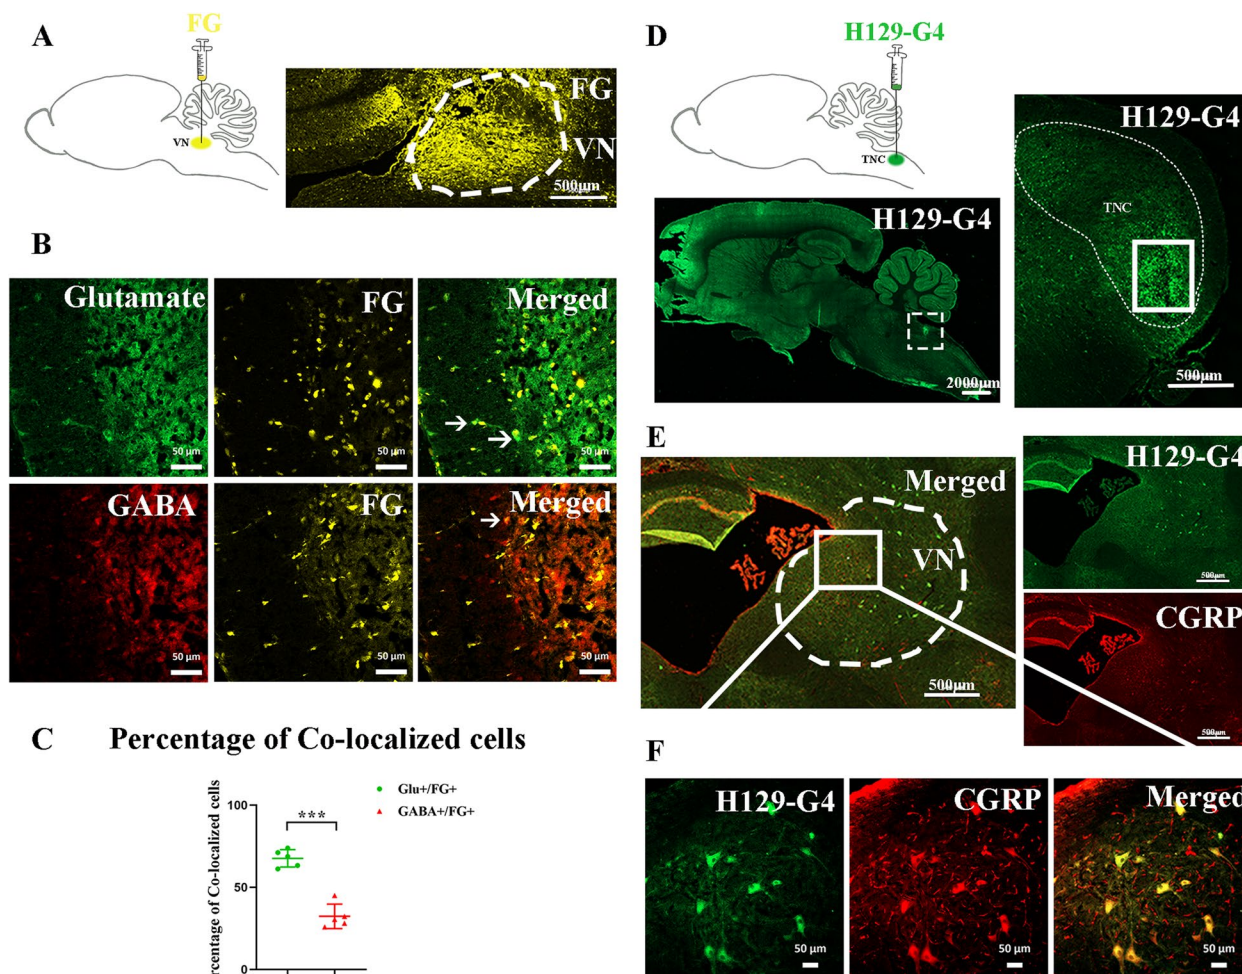 A
FG
VN
FG
VN
500μm
B
Glutamate
FG
Merged
50 μm
50 μm
50 μm
GABA
FG
Merged
50 μm
50 μm
50 μm
C
Percentage of Co-localized cells
Glu+/FG+
GABA+/FG+
***
100
50
0
ercentage of Co-localized cells
D
H129-G4
TNC
H129-G4
2000μm
H129-G4
TNC
500μm
E
Merged
VN
500μm
H129-G4
500μm
CGRP
500μm
F
H129-G4
CGRP
Merged
50 μm
50 μm
50 μm